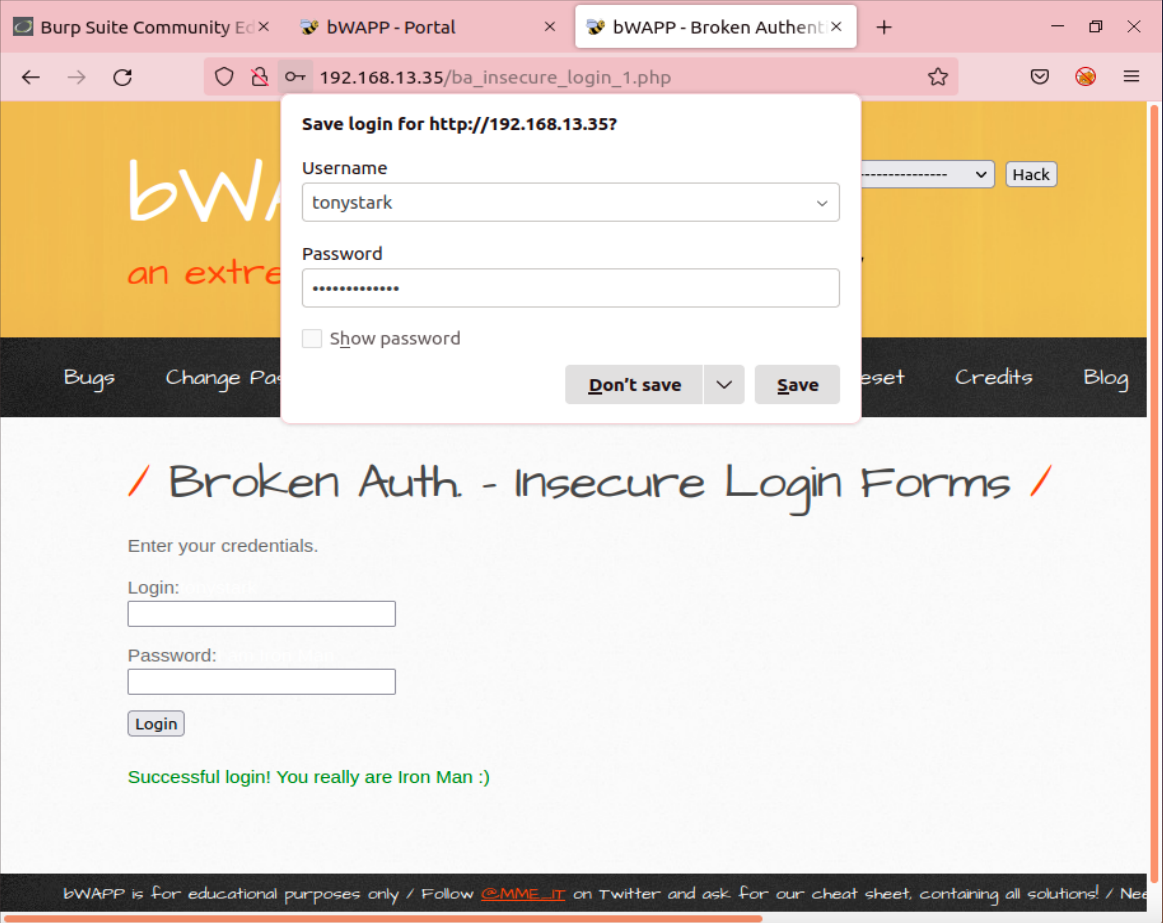 Burp Suite Community Ed
bWAPP - Portal
bWAPP - Broken Authenti
192.168.13.35/ba_insecure_login_1.php
Save login for http://192.168.13.35?
Username
tonystark
Password
•••••••••••••
Show password
Don't save
Save
bWA
an extre
---------------
Hack
Bugs
Change Pas
eset
Credits
Blog
/ Broken Auth. - Insecure Login Forms /
Enter your credentials.
Login:
Password:
Login
Successful login! You really are Iron Man :)
bWAPP is for educational purposes only / Follow @MME_IT on Twitter and ask for our cheat sheet, containing all solutions! / Nee